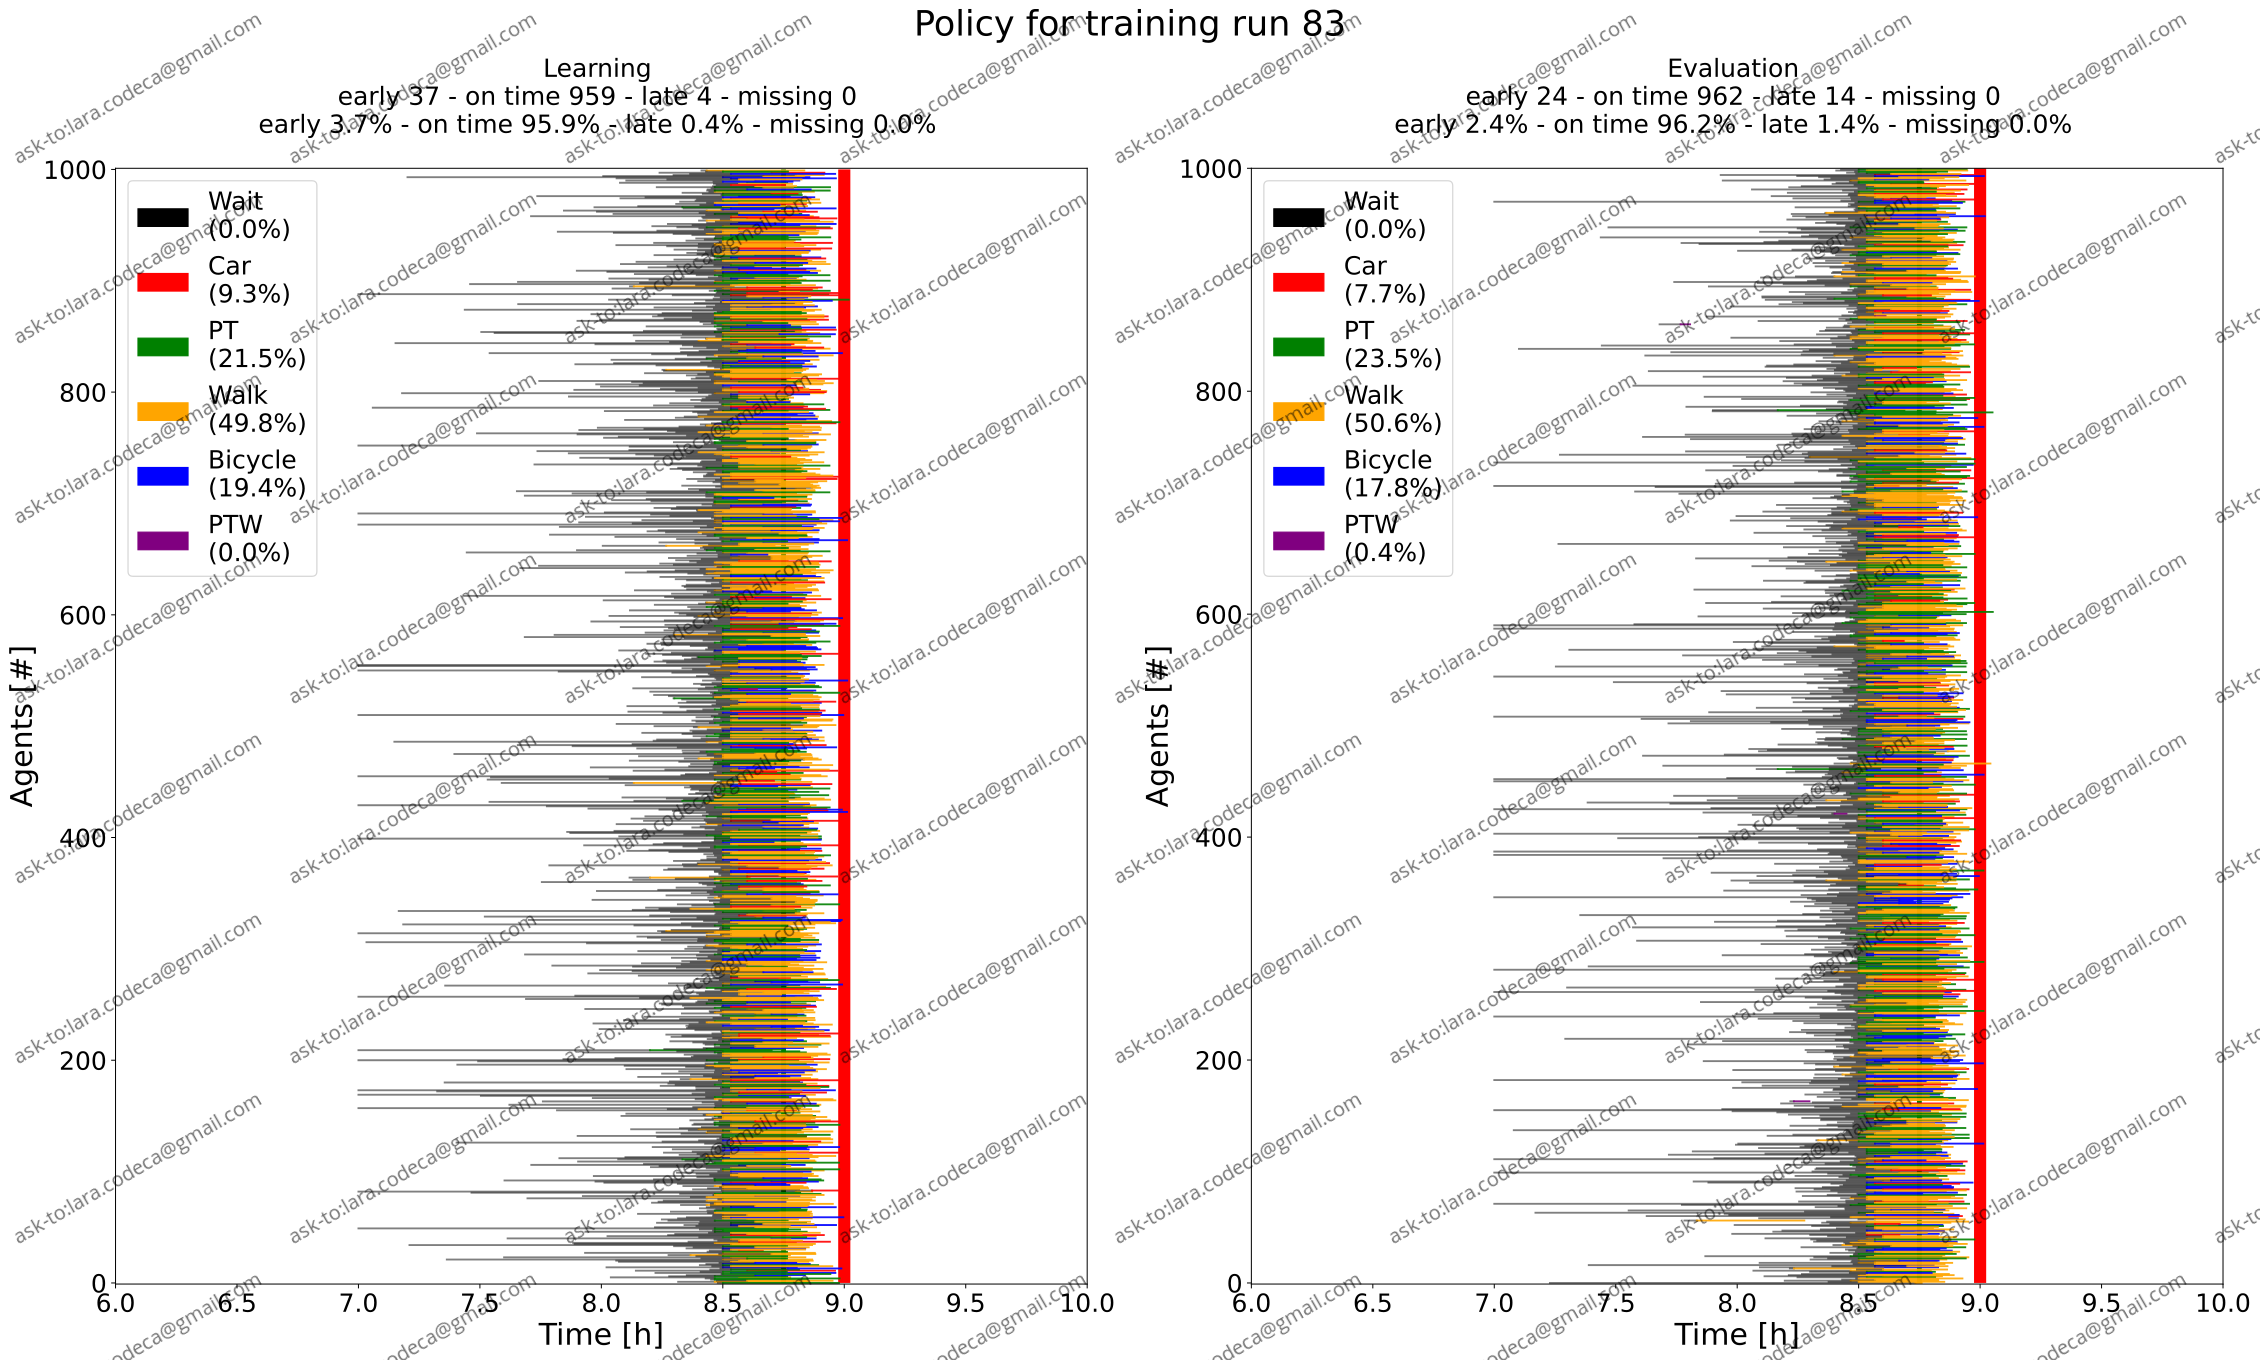 Policy for training run 83
Learning
early 37 - on time 959 - late 4 - missing 0
early 3.7% - on time 95.9% - late 0.4% - missing 0.0%
Evaluation
early 24 - on time 962 - late 14 - missing 0
early 2.4% - on time 96.2% - late 1.4% - missing 0.0%
1000
800
600
400
200
0
Agents [#]
Wait
(0.0%)
Car
(9.3%)
PT
(21.5%)
Walk
(49.8%)
Bicycle
(19.4%)
PTW
(0.0%)
6.0 6.5 7.0 7.5 8.0 8.5 9.0 9.5 10.0
Time [h]
1000
800
600
400
200
0
Agents [#]
Wait
(0.0%)
Car
(7.7%)
PT
(23.5%)
Walk
(50.6%)
Bicycle
(17.8%)
PTW
(0.4%)
6.0 6.5 7.0 7.5 8.0 8.5 9.0 9.5 10.0
Time [h]
ask-to:lara.codeca@gmail.com